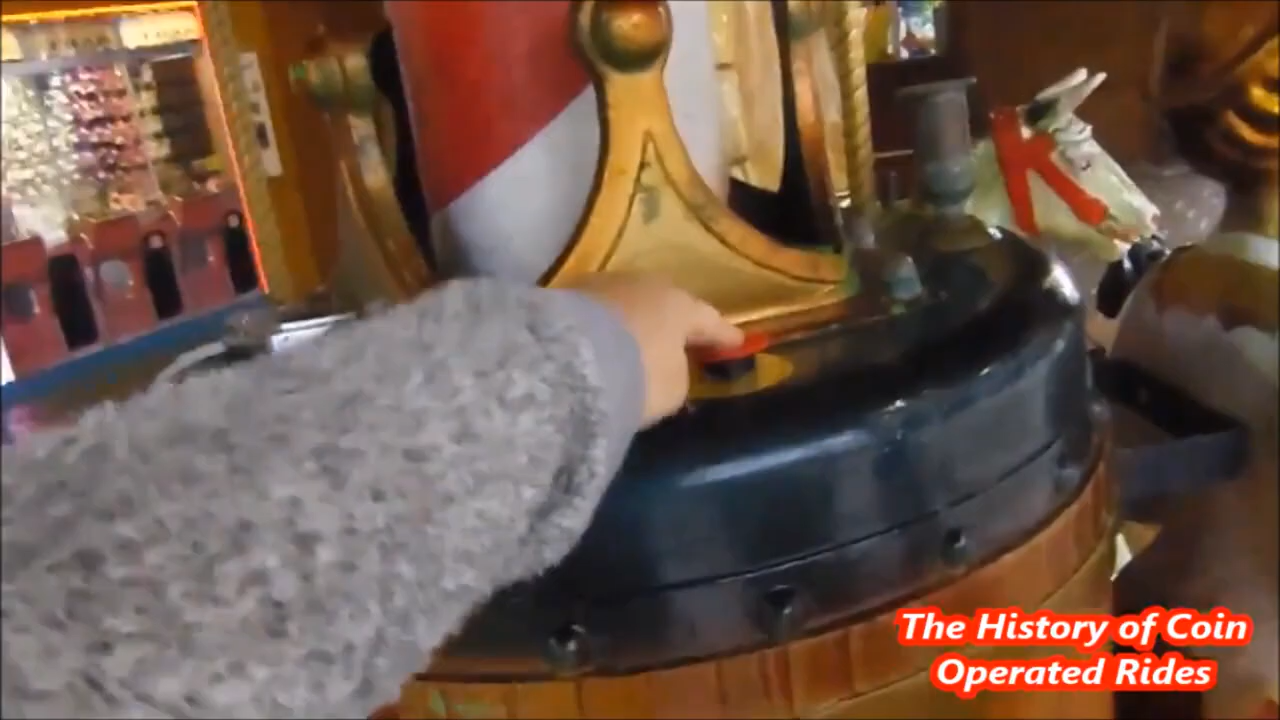 K
The History of Coin
Operated Rides